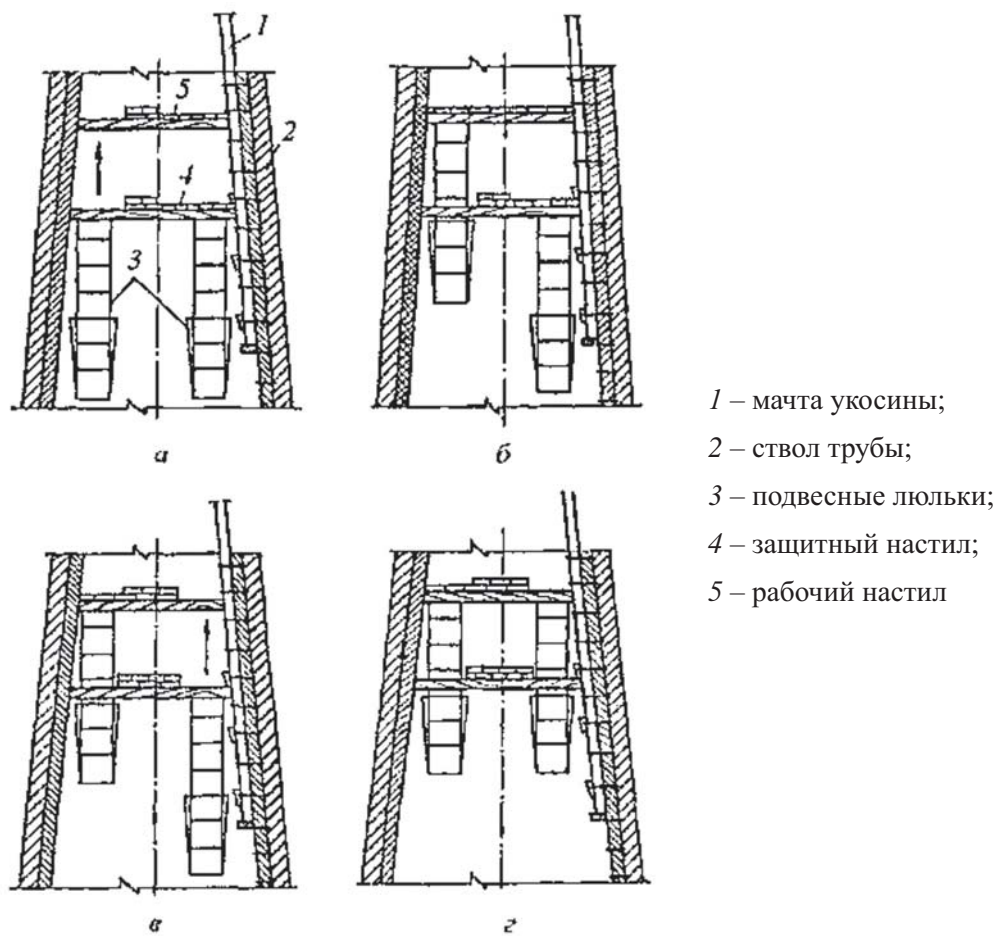 1
5
2
4
3
а
б
в
г
1 – мачта укосины;
2 – ствол трубы;
3 – подвесные люльки;
4 – защитный настил;
5 – рабочий настил